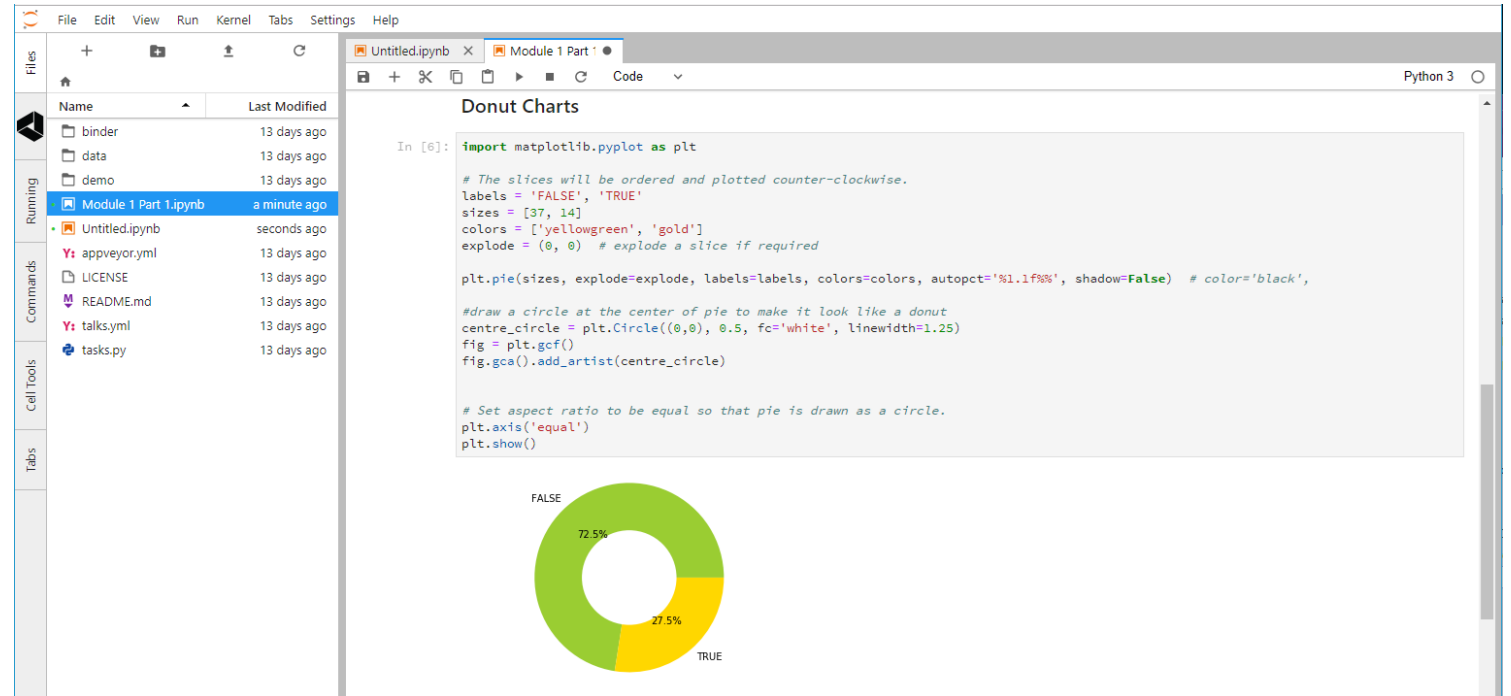 File Edit View Run Kernel Tabs Settings Help
Files
Running
Commands
Cell Tools
Tabs
Name Last Modified
binder 13 days ago
data 13 days ago
demo 13 days ago
Module 1 Part 1.ipynb a minute ago
Untitled.ipynb seconds ago
Y: appveyor.yml 13 days ago
LICENSE 13 days ago
M README.md 13 days ago
Y: talks.yml 13 days ago
tasks.py 13 days ago
Untitled.ipynb Module 1 Part 1
Code Python 3
Donut Charts
In [6]: import matplotlib.pyplot as plt
# The slices will be ordered and plotted counter-clockwise.
labels = 'FALSE', 'TRUE'
sizes = [37, 14]
colors = ['yellowgreen', 'gold']
explode = (0, 0)  # explode a slice if required
plt.pie(sizes, explode=explode, labels=labels, colors=colors, autopct='%1.1f%%', shadow=False)  # color='black',
#draw a circle at the center of pie to make it look like a donut
centre_circle = plt.Circle((0,0), 0.5, fc='white', linewidth=1.25)
fig = plt.gcf()
fig.gca().add_artist(centre_circle)
# Set aspect ratio to be equal so that pie is drawn as a circle.
plt.axis('equal')
plt.show()
FALSE
72.5%
27.5%
TRUE